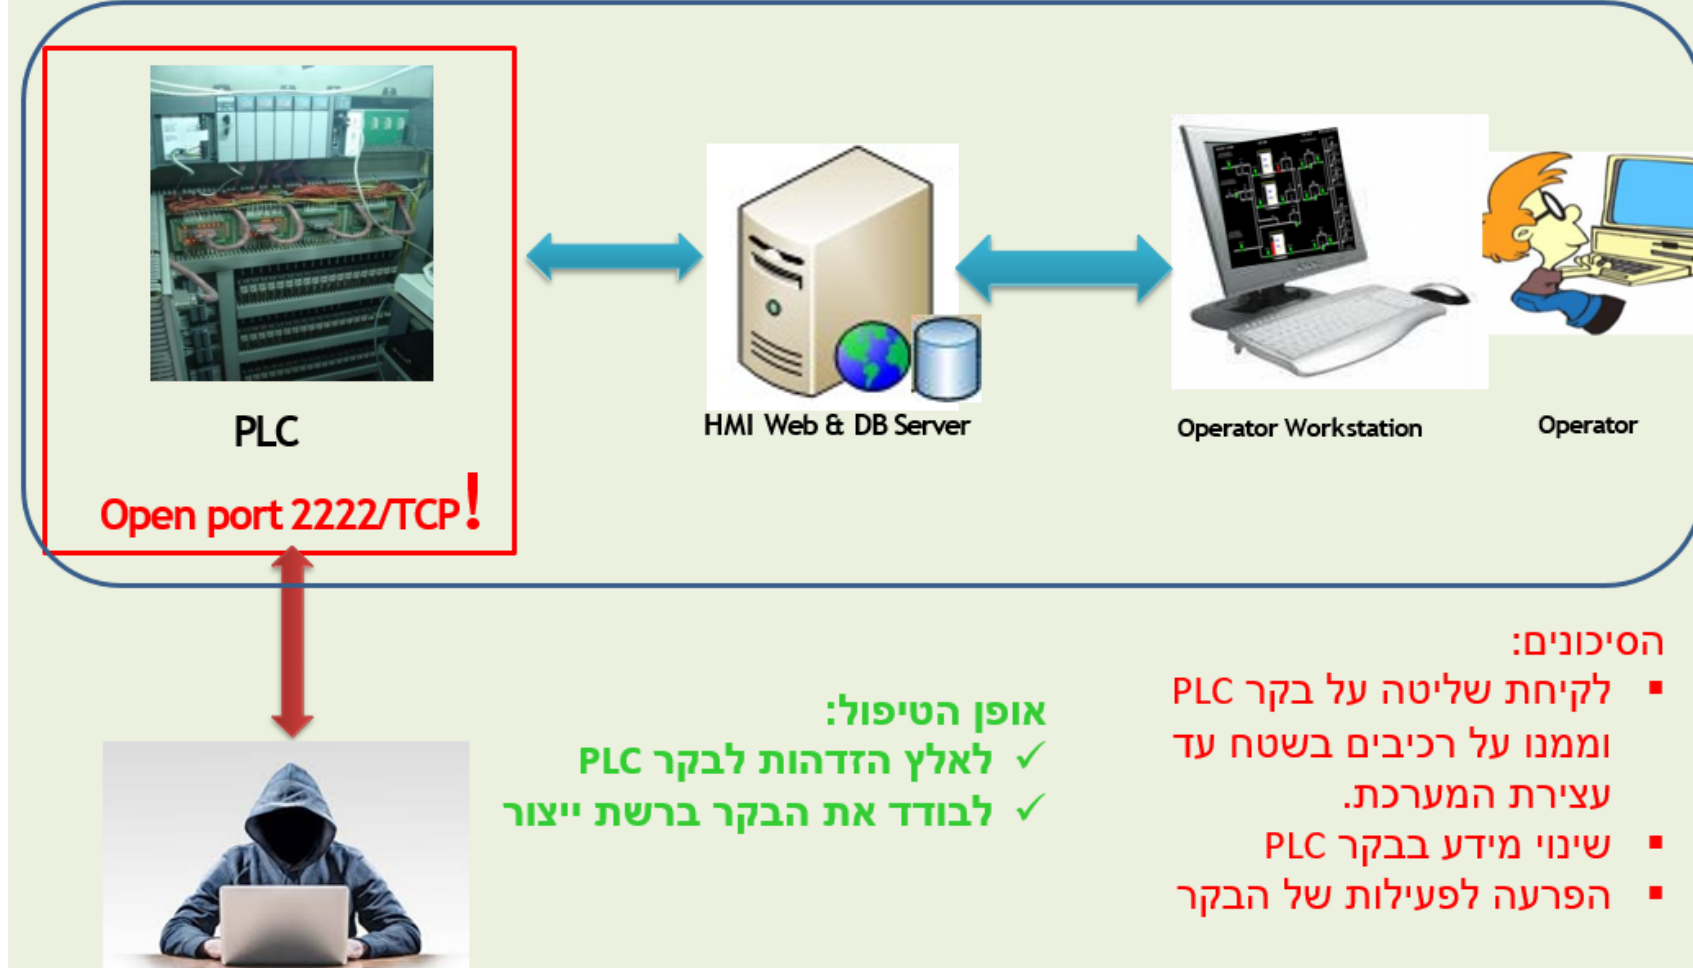 PLC
Open port 2222/TCP!
HMI Web & DB Server
Operator Workstation
Operator
הסיכונים:
▪ לקיחת שליטה על בקר PLC
וממנו על רכיבים בשטח עד
עצירת המערכת.
▪ שינוי מידע בבקר PLC
▪ הפרעה לפעילות של הבקר
אופן הטיפול:
✓ לאלץ הזדהות לבקר PLC
✓ לבודד את הבקר ברשת ייצור